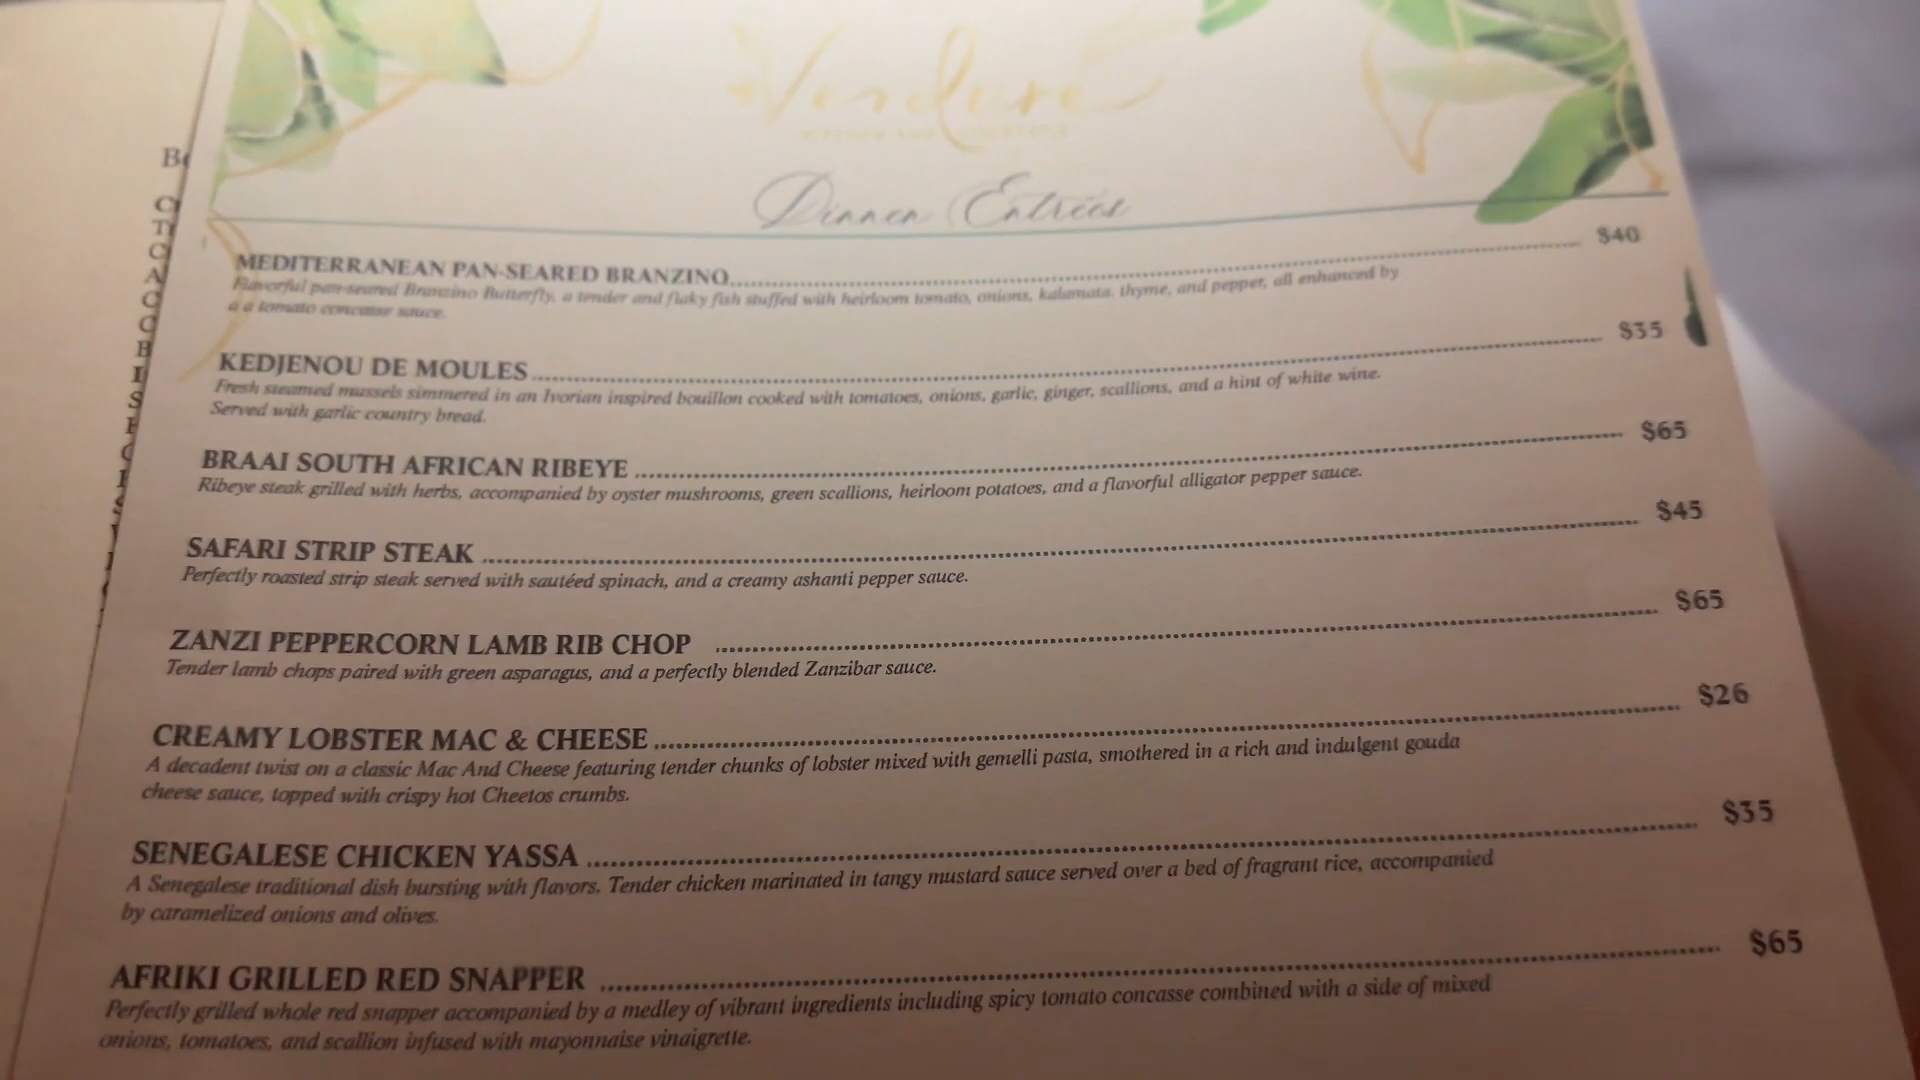 Verdure
Dinner Entrées
MEDITERRANEAN PAN-SEARED BRANZINO................ $40
Flavorful pan-seared Branzino Butterfly, a tender and flaky fish stuffed with heirloom tomato, onions, kalamata. thyme, and pepper, all enhanced by
a a tomato concasse sauce.
KEDJENOU DE MOULES................ $35
Fresh steamed mussels simmered in an Ivorian inspired bouillon cooked with tomatoes, onions, garlic, ginger, scallions, and a hint of white wine.
Served with garlic country bread.
BRAAI SOUTH AFRICAN RIBEYE................ $65
Ribeye steak grilled with herbs, accompanied by oyster mushrooms, green scallions, heirloom potatoes, and a flavorful alligator pepper sauce.
SAFARI STRIP STEAK................ $45
Perfectly roasted strip steak served with sautéed spinach, and a creamy ashanti pepper sauce.
ZANZI PEPPERCORN LAMB RIB CHOP................ $65
Tender lamb chops paired with green asparagus, and a perfectly blended Zanzibar sauce.
CREAMY LOBSTER MAC & CHEESE................ $26
A decadent twist on a classic Mac And Cheese featuring tender chunks of lobster mixed with gemelli pasta, smothered in a rich and indulgent gouda
cheese sauce, topped with crispy hot Cheetos crumbs.
SENEGALESE CHICKEN YASSA................ $35
A Senegalese traditional dish bursting with flavors. Tender chicken marinated in tangy mustard sauce served over a bed of fragrant rice, accompanied
by caramelized onions and olives.
AFRIKI GRILLED RED SNAPPER................ $65
Perfectly grilled whole red snapper accompanied by a medley of vibrant ingredients including spicy tomato concasse combined with a side of mixed
onions, tomatoes, and scallion infused with mayonnaise vinaigrette.